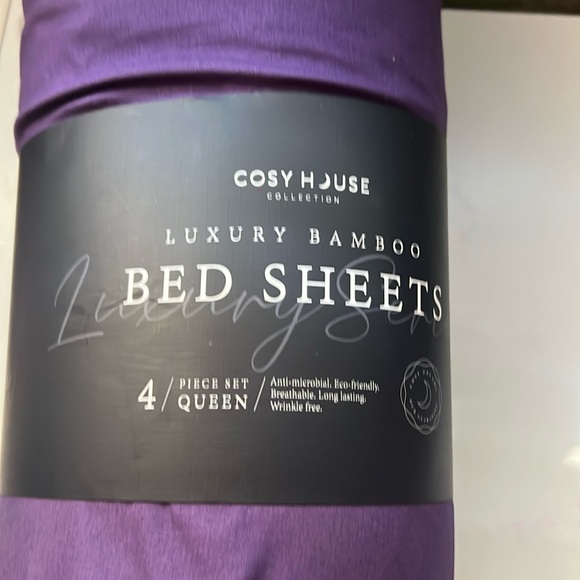 COSY HOUSE
COLLECTION
LUXURY BAMBOO
BED SHEETS
Luxury
4 / PIECE SET QUEEN /
Anti-microbial. Eco-friendly.
Breathable. Long lasting.
Wrinkle free.